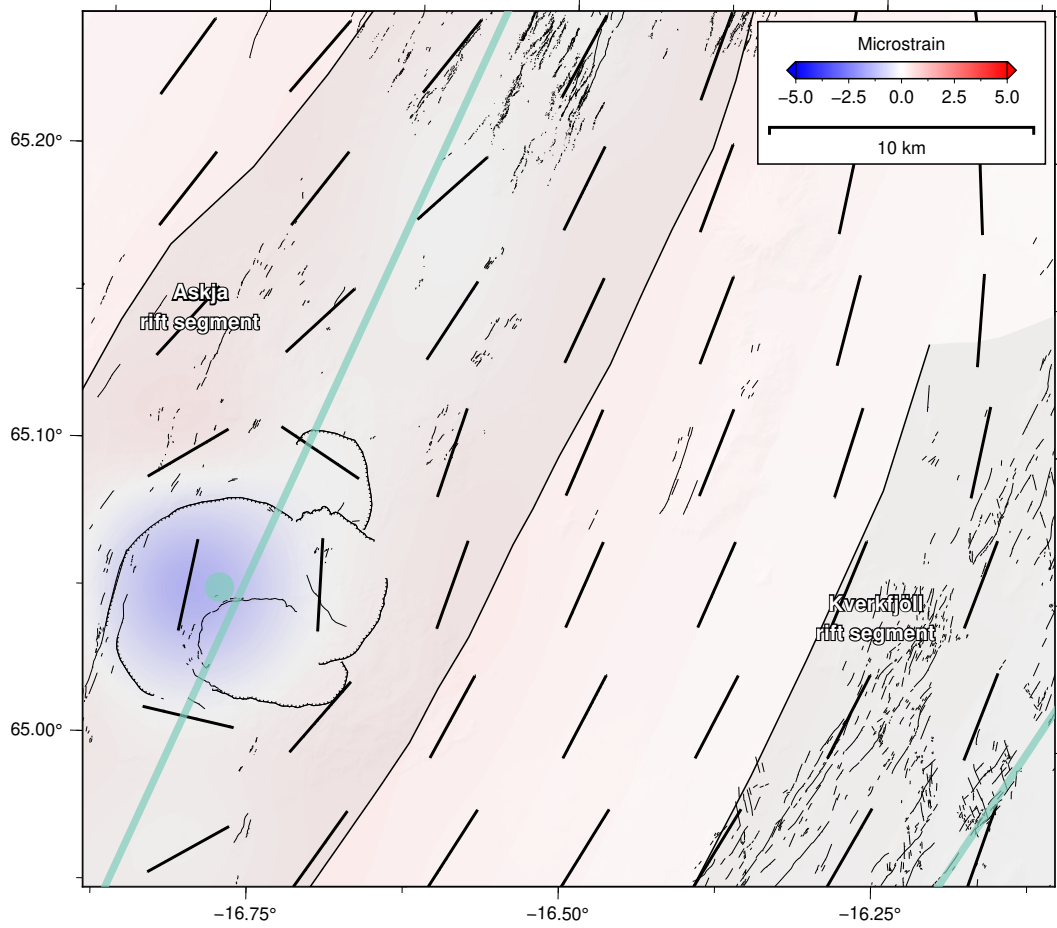 Microstrain
−5.0 −2.5 0.0 2.5 5.0
10 km
65.20°
Askja
rift segment
65.10°
Kverkfjöll
rift segment
65.00°
−16.75° −16.50° −16.25°